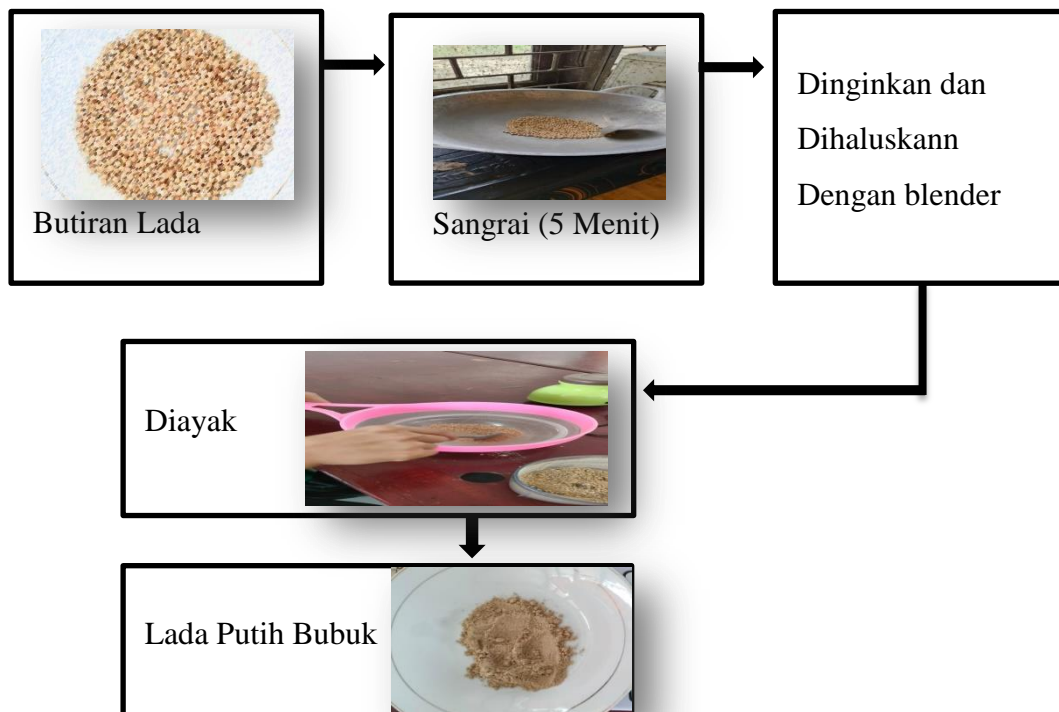 Butiran Lada
Sangrai (5 Menit)
Dinginkan dan
Dihaluskann
Dengan blender
Diayak
Lada Putih Bubuk